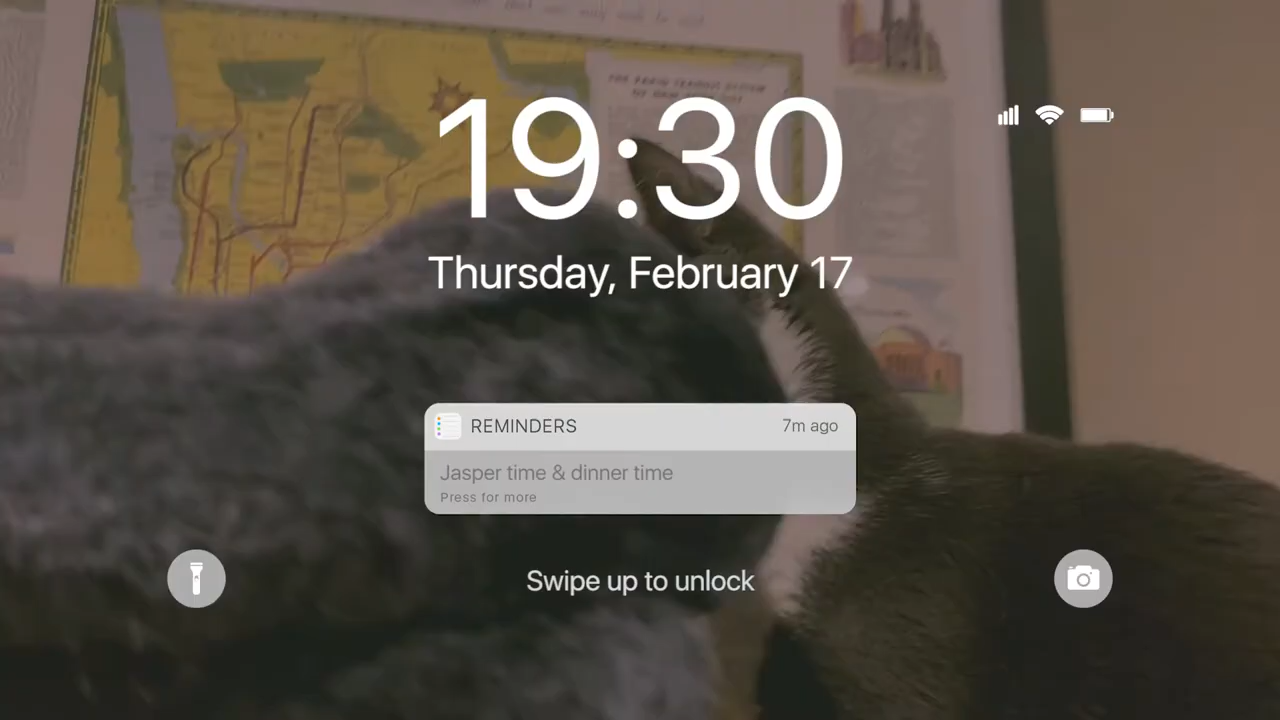 19:30
Thursday, February 17
REMINDERS 7m ago
Jasper time & dinner time
Press for more
Swipe up to unlock